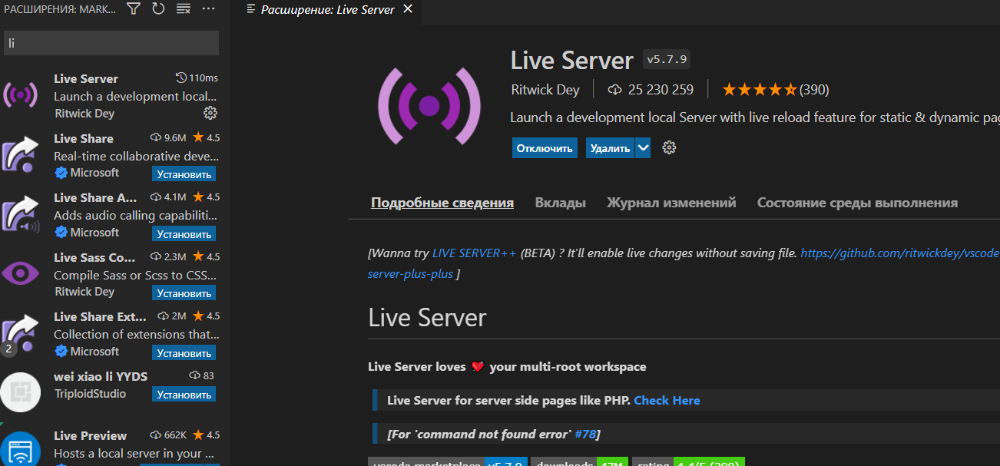 РАСШИРЕНИЯ: MARK...
Расширение: Live Server
li
Live Server 110ms
Launch a development local...
Ritwick Dey
Live Share 9.6M 4.5
Real-time collaborative deve...
Microsoft Установить
Live Share A... 4.1M 4.5
Adds audio calling capabiliti...
Microsoft Установить
Live Sass Co... 2.3M 4.5
Compile Sass or Scss to CSS...
Ritwick Dey Установить
Live Share Ext... 2M 4.5
Collection of extensions that...
2
Microsoft Установить
wei xiao li YYDS 83
TriploidStudio Установить
Live Preview 662K 4.5
Hosts a local server in your ...
Live Server v5.7.9
Ritwick Dey 25 230 259 (390)
Launch a development local Server with live reload feature for static & dynamic pag
Отключить Удалить
Подробные сведения Вклады Журнал изменений Состояние среды выполнения
[Wanna try LIVE SERVER++ (BETA) ? It'll enable live changes without saving file. https://github.com/ritwickdey/vscode
server-plus-plus ]
Live Server
Live Server loves your multi-root workspace
Live Server for server side pages like PHP. Check Here
[For 'command not found error' #78]
vscode marketplace v5.7.9 downloads 47M rating 4.4/5 (390)